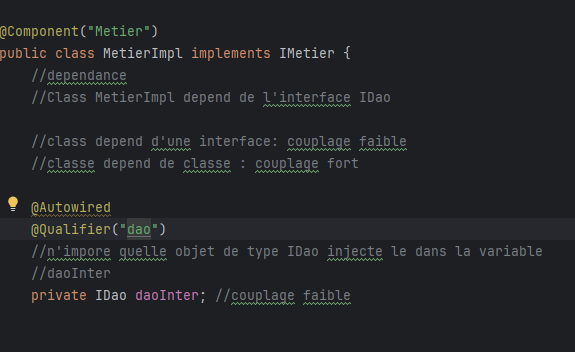 @Component("Metier")
public class MetierImpl implements IMetier {
//dependance
//Class MetierImpl depend de l'interface IDao
//class depend d'une interface: couplage faible
//classe depend de classe : couplage fort
@Autowired
@Qualifier("dao")
//n'impore quelle objet de type IDao injecte le dans la variable
//daoInter
private IDao daoInter; //couplage faible